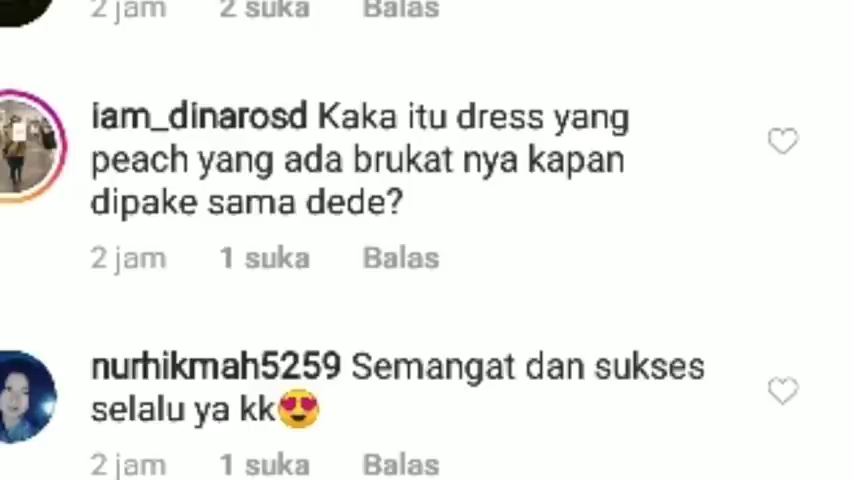 2 jam 2 suka Balas
iam_dinarosd Kaka itu dress yang
peach yang ada brukat nya kapan
dipake sama dede?
2 jam 1 suka Balas
nurhikmah5259 Semangat dan sukses
selalu ya kk😍
2 jam 1 suka Balas